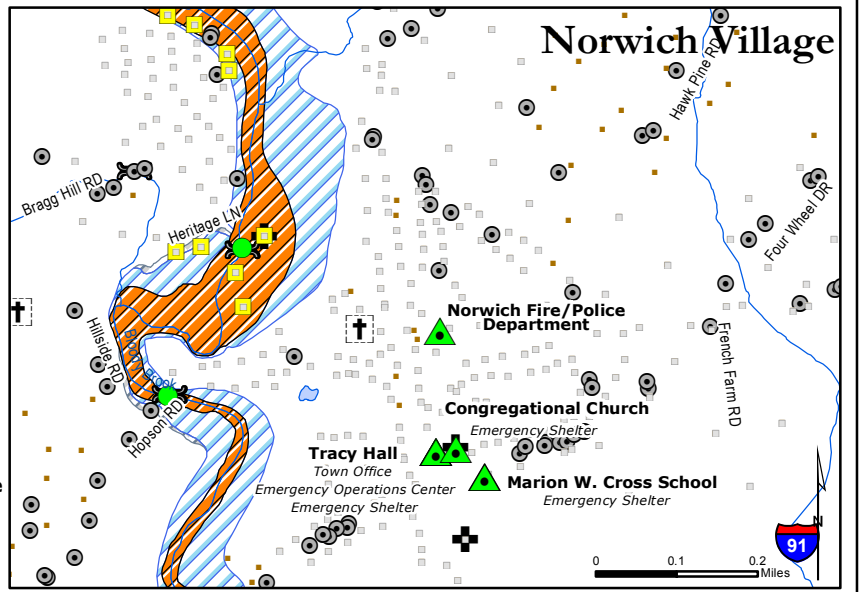 Norwich Village
Hawk Pine RD
Bragg Hill RD
Four Wheel DR
Heritage LN
Norwich Fire/Police
Department
Hillside RD
Bloody Brook
French Farm RD
Hopson RD
Congregational Church
Emergency Shelter
Tracy Hall
Town Office
Emergency Operations Center
Emergency Shelter
Marion W. Cross School
Emergency Shelter
N
91
0 0.1 0.2
Miles